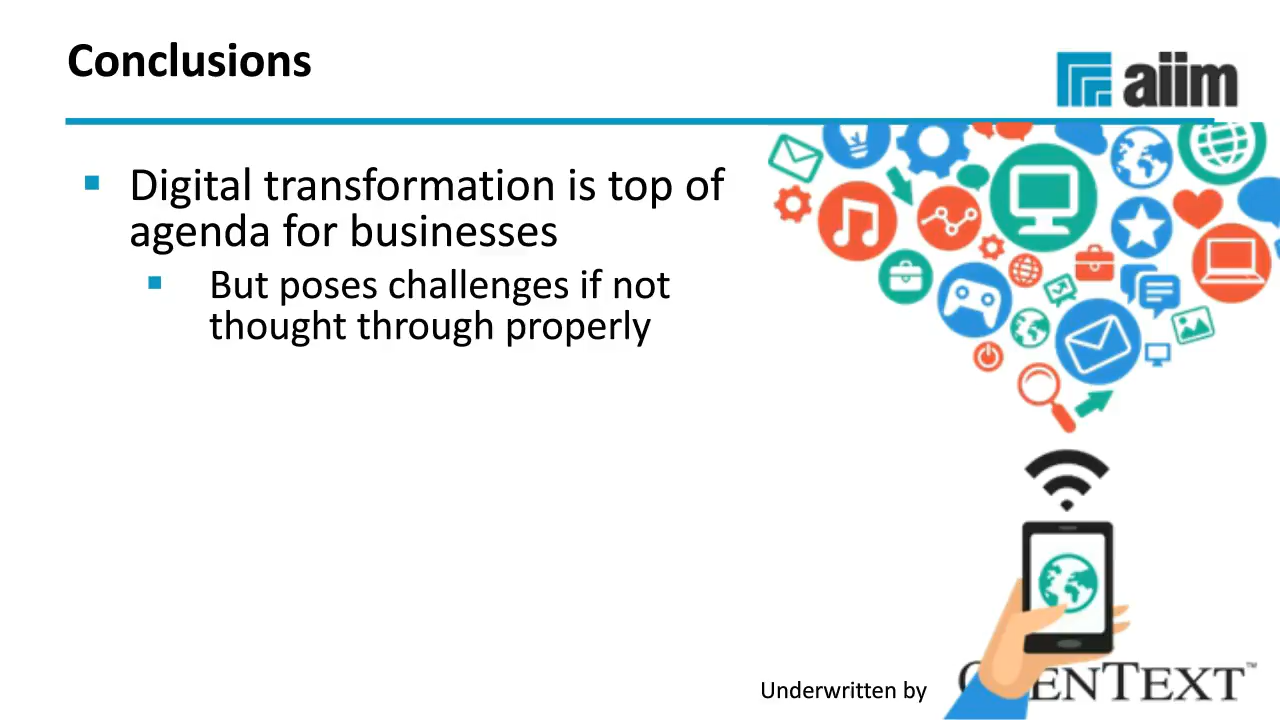 Conclusions
aiim
Digital transformation is top of
agenda for businesses
But poses challenges if not
thought through properly
Underwritten by
ENTEXT™